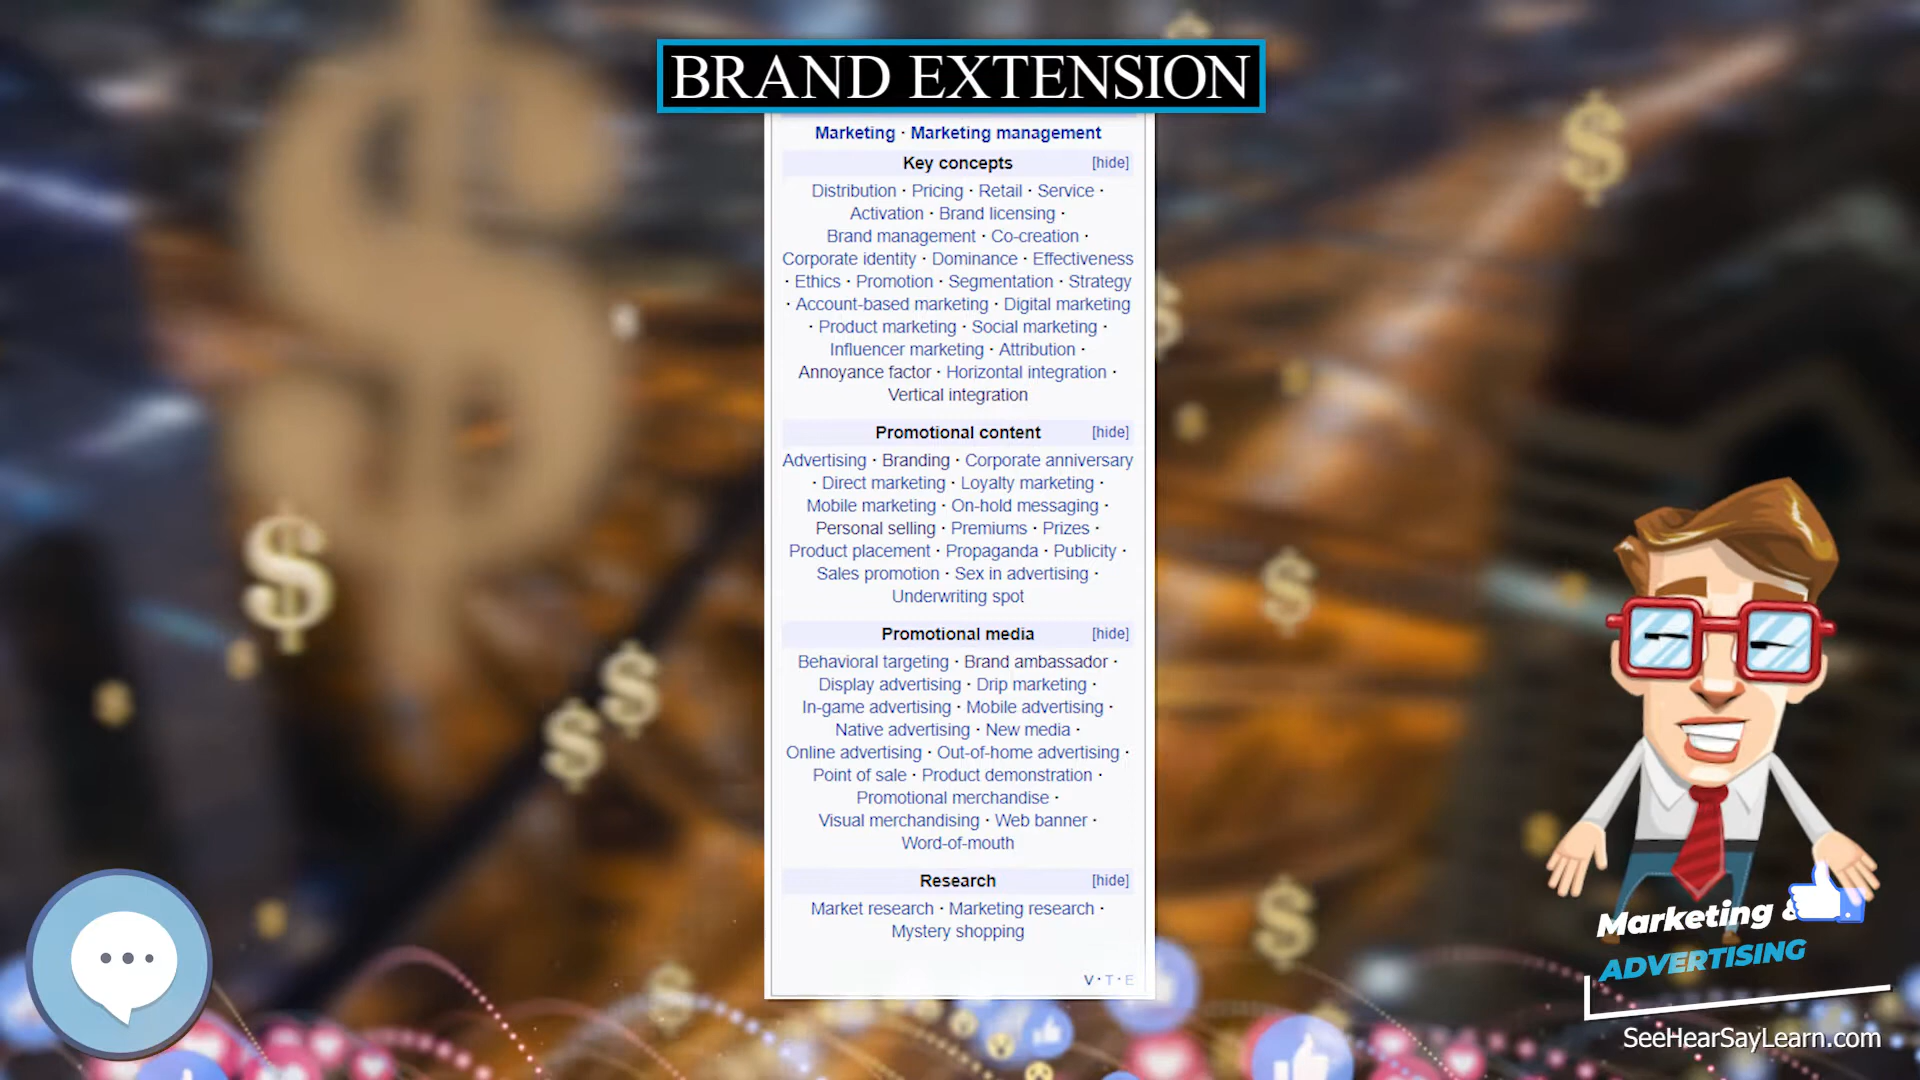 BRAND EXTENSION
Marketing · Marketing management
Key concepts [hide]
Distribution · Pricing · Retail · Service ·
Activation · Brand licensing ·
Brand management · Co-creation ·
Corporate identity · Dominance · Effectiveness
· Ethics · Promotion · Segmentation · Strategy
· Account-based marketing · Digital marketing
· Product marketing · Social marketing ·
Influencer marketing · Attribution ·
Annoyance factor · Horizontal integration ·
Vertical integration
Promotional content [hide]
Advertising · Branding · Corporate anniversary
· Direct marketing · Loyalty marketing ·
Mobile marketing · On-hold messaging ·
Personal selling · Premiums · Prizes ·
Product placement · Propaganda · Publicity ·
Sales promotion · Sex in advertising ·
Underwriting spot
Promotional media [hide]
Behavioral targeting · Brand ambassador ·
Display advertising · Drip marketing ·
In-game advertising · Mobile advertising ·
Native advertising · New media ·
Online advertising · Out-of-home advertising ·
Point of sale · Product demonstration ·
Promotional merchandise ·
Visual merchandising · Web banner ·
Word-of-mouth
Research [hide]
Market research · Marketing research ·
Mystery shopping
V · T · E
Marketing &
ADVERTISING
SeeHearSayLearn.com